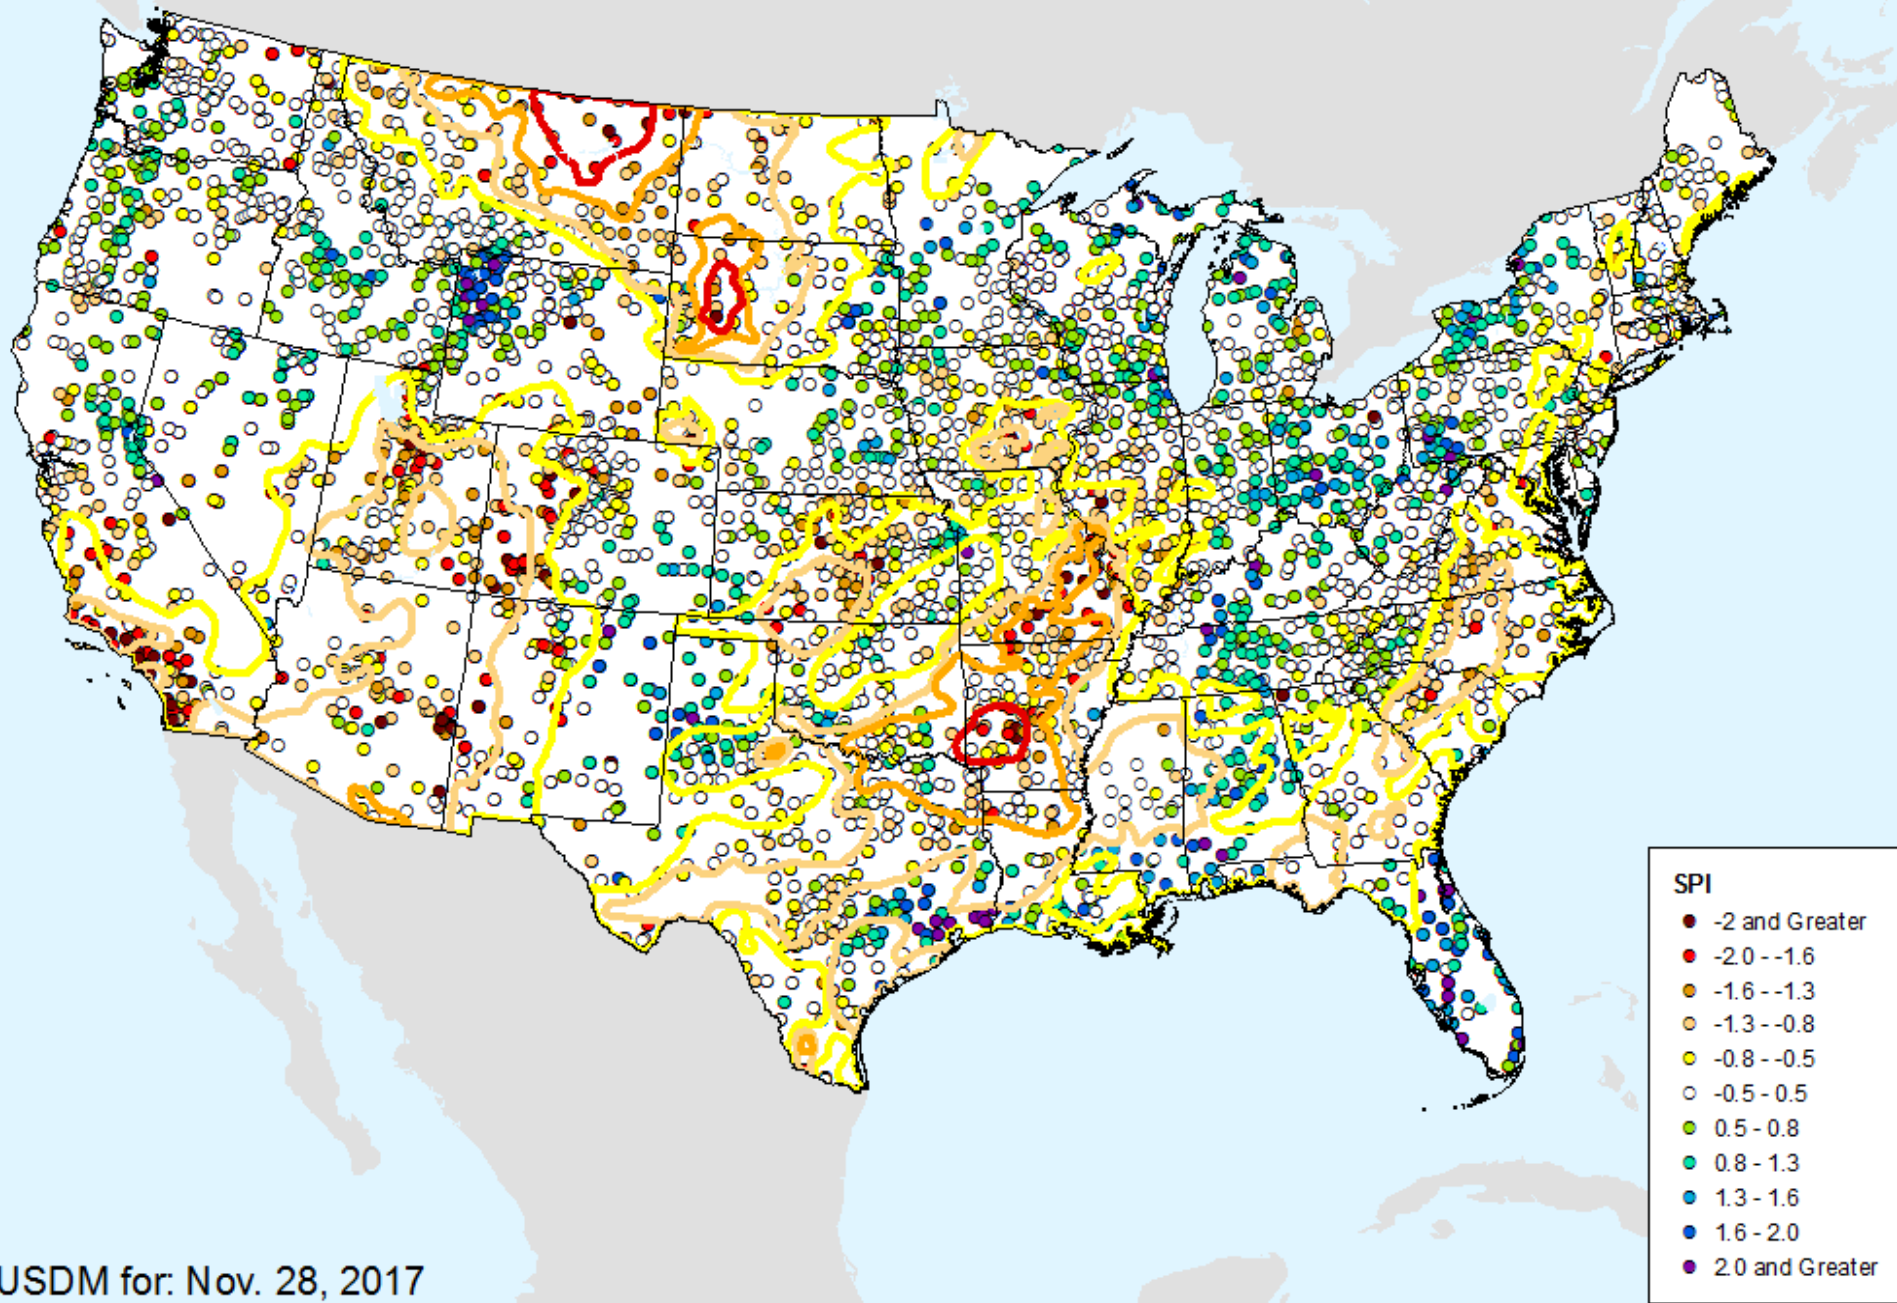 SPI
-2 and Greater
-2.0 - -1.6
-1.6 - -1.3
-1.3 - -0.8
-0.8 - -0.5
-0.5 - 0.5
0.5 - 0.8
0.8 - 1.3
1.3 - 1.6
1.6 - 2.0
2.0 and Greater
USDM for: Nov. 28, 2017